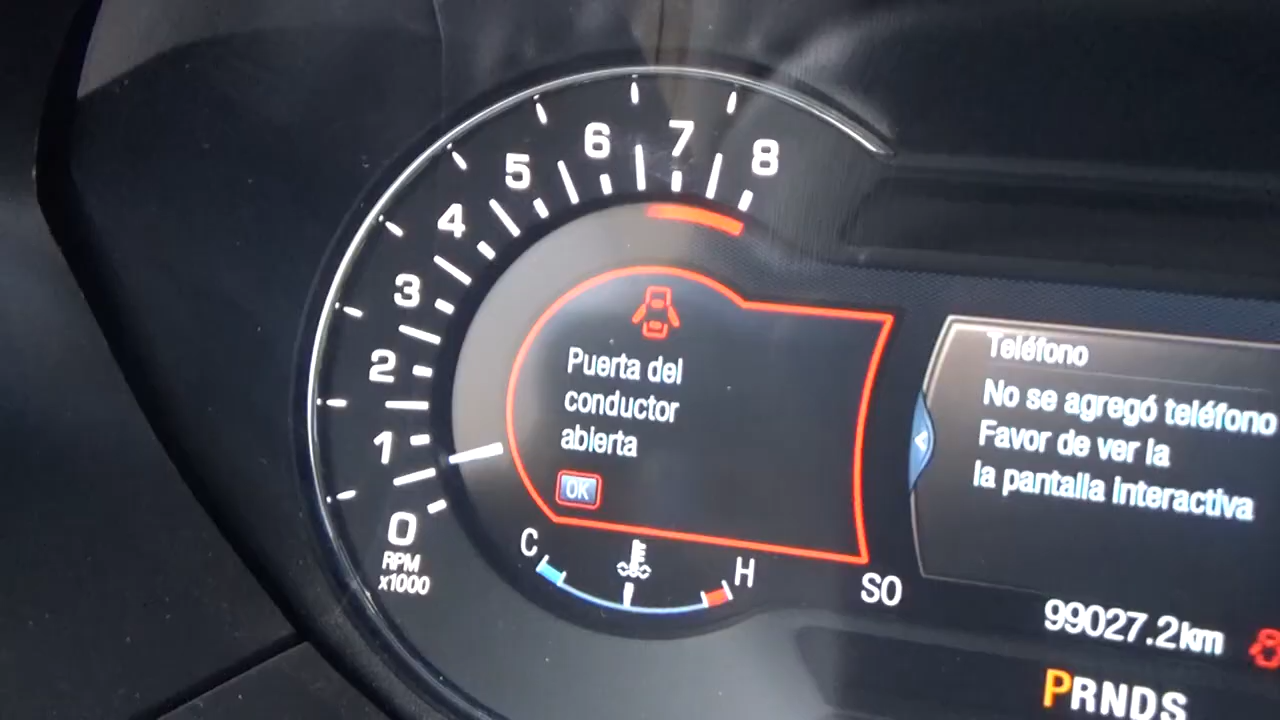 8
7
6
5
4
3
2
1
0
RPM
x1000
Puerta del
conductor
abierta
OK
C
H
SO
Teléfono
No se agregó teléfono
Favor de ver la
la pantalla interactiva
99027.2km
PRNDS